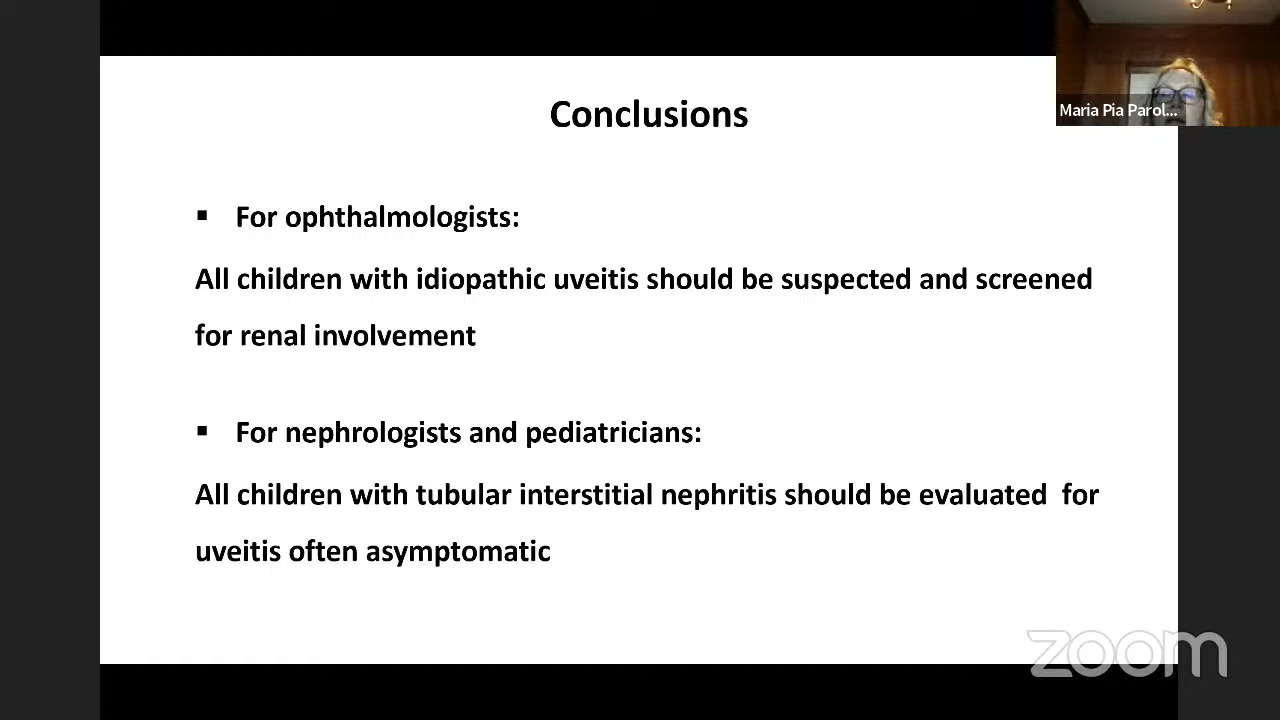 Conclusions
Maria Pia Parol...
▪ For ophthalmologists:
All children with idiopathic uveitis should be suspected and screened
for renal involvement
▪ For nephrologists and pediatricians:
All children with tubular interstitial nephritis should be evaluated for
uveitis often asymptomatic
zoom